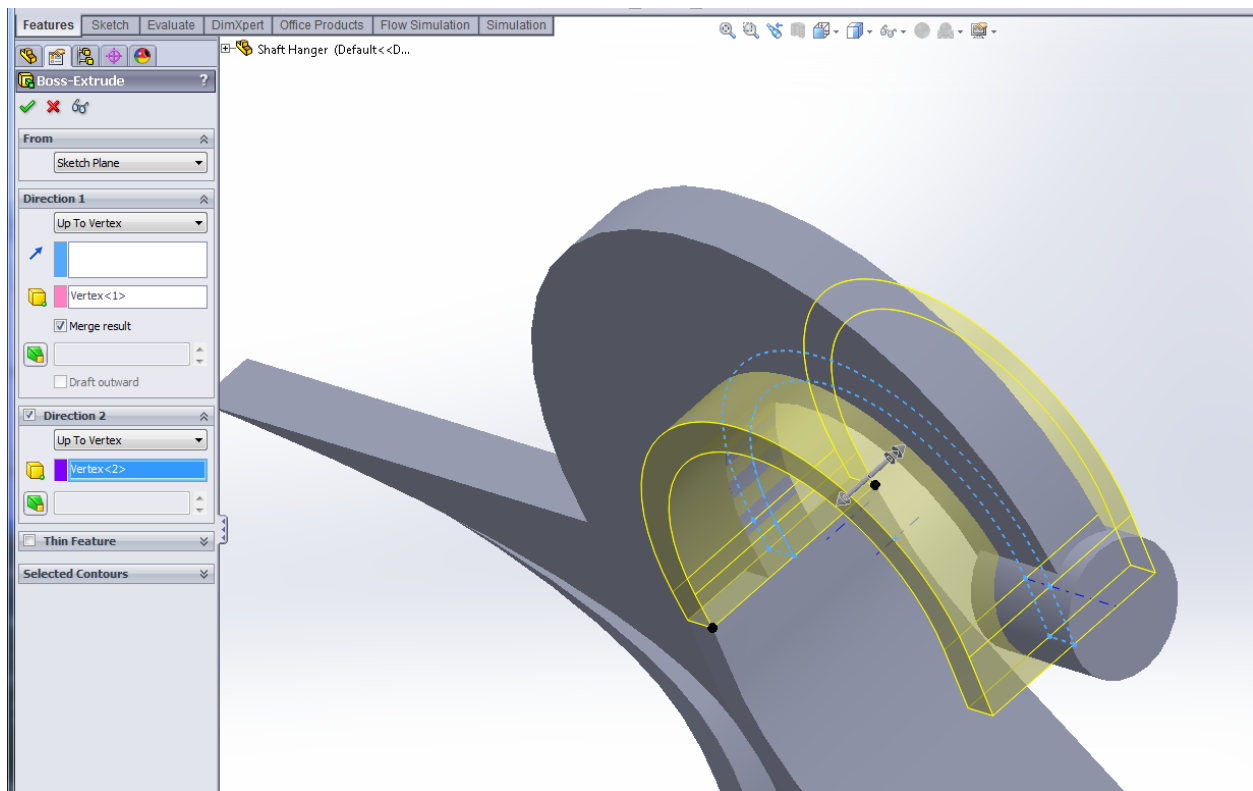 Features Sketch Evaluate DimXpert Office Products Flow Simulation Simulation
Shaft Hanger (Default<<D...
Boss-Extrude ?
From
Sketch Plane
Direction 1
Up To Vertex
Vertex<1>
Merge result
Draft outward
Direction 2
Up To Vertex
Vertex<2>
Thin Feature
Selected Contours